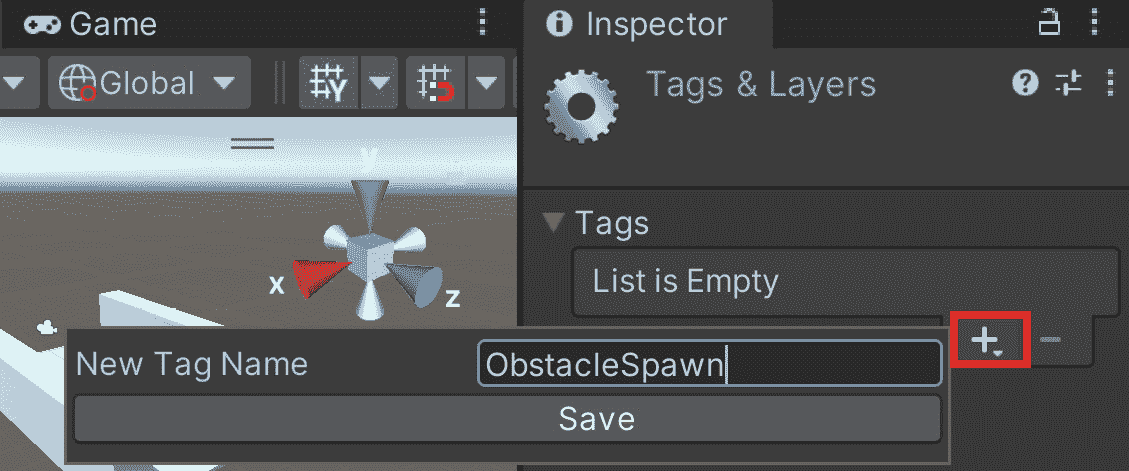 Game
Inspector
Global
Y
Tags & Layers
?
Y
X
Z
Tags
List is Empty
New Tag Name
ObstacleSpawn
Save